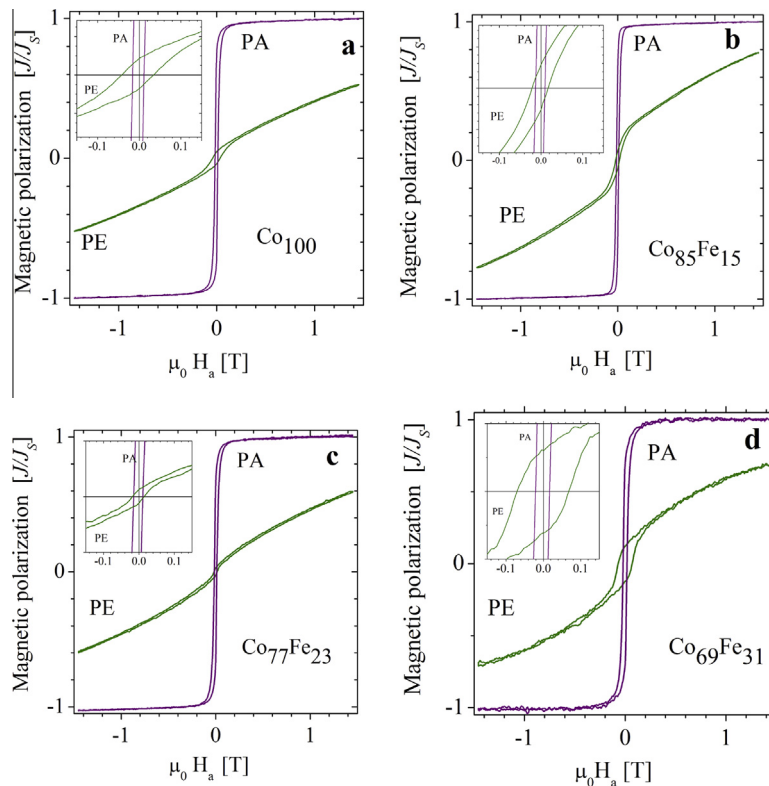 a
PA
PE
-0.1 0.0 0.1
PA
PE
Co100
1
0
-1
-1 0 1
Magnetic polarization [J/JS]
μ0 Ha [T]
b
PA
PE
-0.1 0.0 0.1
PA
PE
Co85Fe15
1
0
-1
-1 0 1
Magnetic polarization [J/JS]
μ0 Ha [T]
c
PA
PE
-0.1 0.0 0.1
PA
PE
Co77Fe23
1
0
-1
-1 0 1
Magnetic polarization [J/JS]
μ0 Ha [T]
d
PA
PE
-0.1 0.0 0.1
PA
PE
Co69Fe31
1
0
-1
-1 0 1
Magnetic polarization [J/JS]
μ0Ha [T]